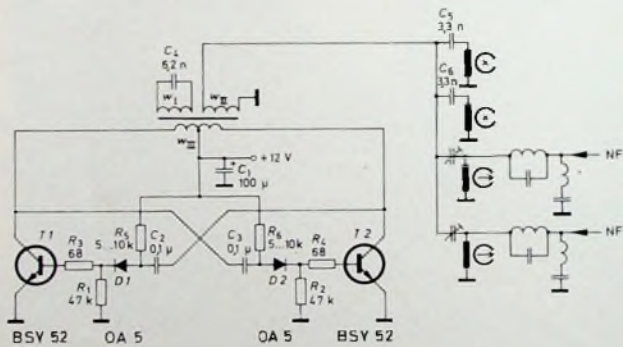 C5
3,3 n
C4
6,2 n
C6
3,3 n
wI
wII
wIII
+12 V
+
C1
100 µ
NF
T1
R3
68
R5
5...10k
C2
0,1 µ
C3
0,1 µ
R6
5...10k
R4
68
T2
D1
D2
R1
47 k
R2
47 k
NF
BSY 52
OA 5
OA 5
BSY 52